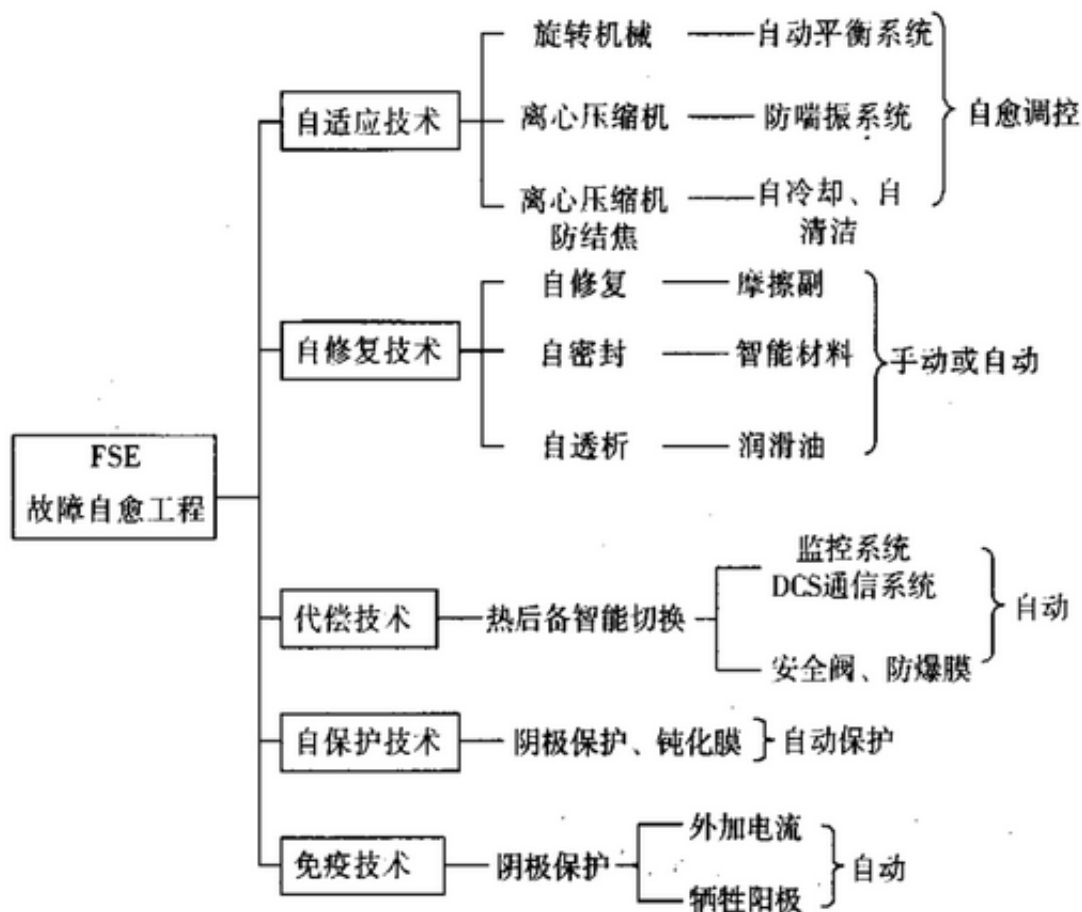 旋转机械 自动平衡系统
自适应技术 离心压缩机 防喘振系统 自愈调控
离心压缩机 自冷却、自
防结焦 清洁
自修复 摩擦副
自修复技术 自密封 智能材料 手动或自动
自透析 润滑油
FSE
故障自愈工程
监控系统
DCS通信系统
代偿技术 热后备智能切换 自动
安全阀、防爆膜
自保护技术 阴极保护、钝化膜 自动保护
外加电流
免疫技术 阴极保护 自动
牺牲阳极